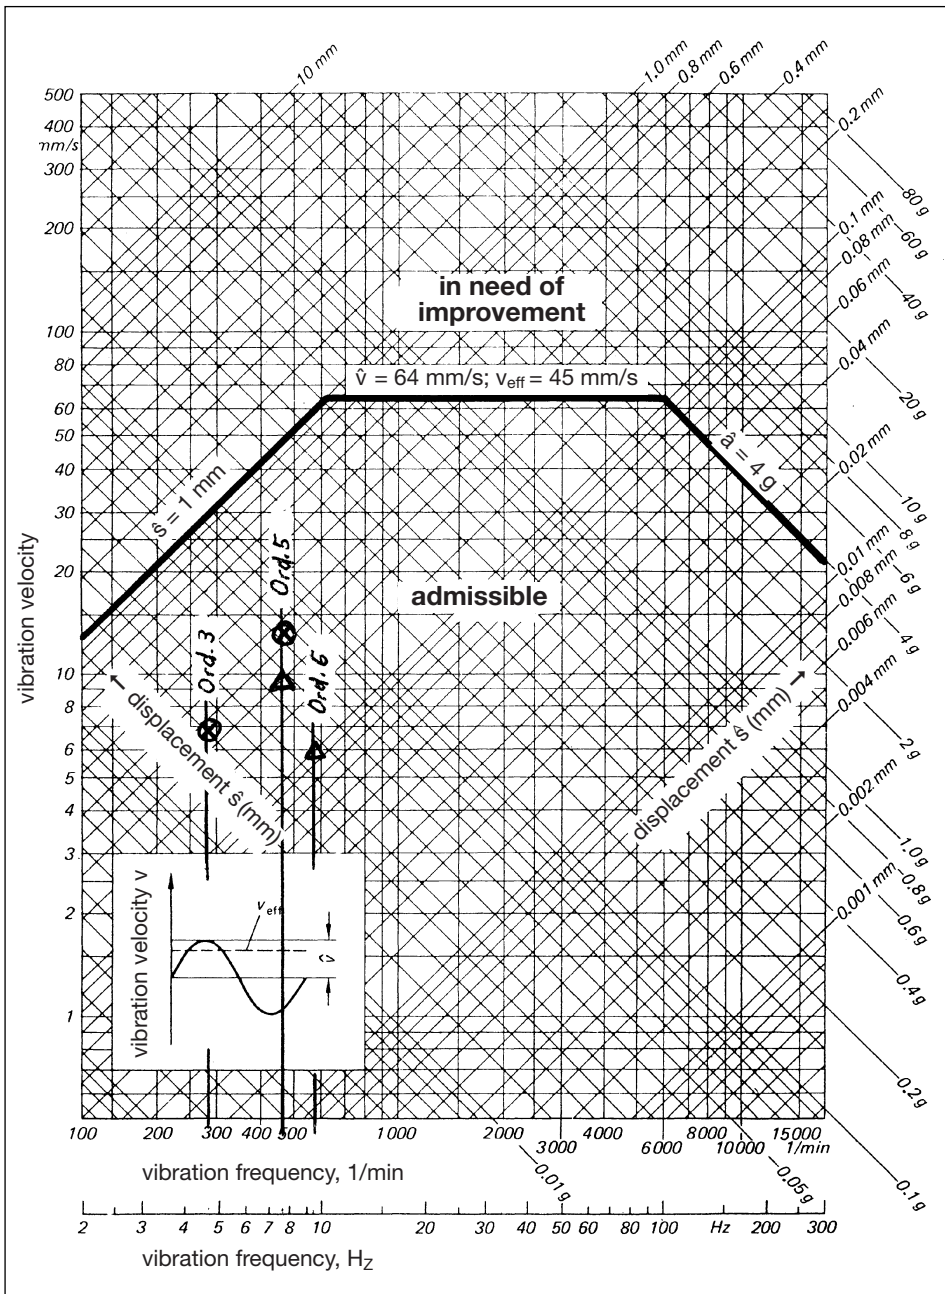 10 mm
1.0 mm
0.8 mm
0.6 mm
0.4 mm
0.2 mm
80 g
60 g
0.1 mm
0.08 mm
40 g
0.06 mm
0.04 mm
20 g
0.02 mm
10 g
8 g
0.01 mm
6 g
0.008 mm
0.006 mm
4 g
0.004 mm
2 g
0.002 mm
1.0 g
0.8 g
0.001 mm
0.6 g
0.4 g
0.2 g
0.1 g
0.05 g
0.01 g
500
400
mm/s
300
200
100
80
60
50
40
30
20
10
8
6
5
4
3
2
1
vibration velocity
in need of
improvement
v̂ = 64 mm/s; veff = 45 mm/s
ŝ = 1 mm
â = 4 g
admissible
Ord.3
Ord.5
Ord.6
← displacement ŝ (mm)
displacement ŝ (mm) →
vibration velocity v
veff
v̂
100 200 300 400 500 1000 2000 3000 4000 6000 8000 10000 15000
1/min
vibration frequency, 1/min
2 3 4 5 6 7 8 10 20 30 40 50 60 80 100 Hz 200 300
vibration frequency, HZ